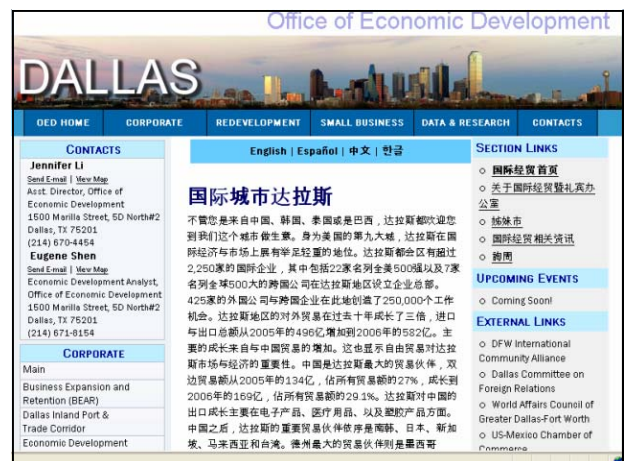 Office of Economic Development
DALLAS
OED HOME CORPORATE REDEVELOPMENT SMALL BUSINESS DATA & RESEARCH CONTACTS
CONTACTS
Jennifer Li
Send E-mail | View Map
Asst. Director, Office of
Economic Development
1500 Marilla Street, 5D North#2
Dallas, TX 75201
(214) 670-4454
Eugene Shen
Send E-mail | View Map
Economic Development Analyst,
Office of Economic Development
1500 Marilla Street, 5D North#2
Dallas, TX 75201
(214) 671-8154
CORPORATE
Main
Business Expansion and
Retention (BEAR)
Dallas Inland Port &
Trade Corridor
Economic Development
English | Español | 中文 | 한글
国际城市达拉斯
不管您是来自中国、韩国、泰国或是巴西，达拉斯都欢迎您
到我们这个城市做生意。身为美国的第九大城，达拉斯在国
际经济与市场上展有举足轻重的地位。达拉斯都会区有超过
2,250家的国际企业，其中包括22家名列全美500强以及7家
名列全球500大的跨国公司在达拉斯地区设立企业总部。
425家的外国公司与跨国企业在此地创造了250,000个工作
机会。达拉斯地区的对外贸易在过去十年成长了三倍，进口
与出口总额从2005年的496亿增加到2006年的582亿。主
要的成长来自与中国贸易的增加。这也显示自由贸易对达拉
斯市场与经济的重要性。中国是达拉斯最大的贸易伙伴，双
边贸易额从2005年的134亿，佔所有贸易额的27%，成长到
2006年的169亿，佔所有贸易额的29.1%。达拉斯对中国的
出口成长主要在电子产品、医疗用品、以及塑胶产品方面。
中国之后，达拉斯的重要贸易伙伴依序是南韩、日本、新加
坡、马来西亚和台湾。德州最大的贸易伙伴则是墨西哥
SECTION LINKS
国际经贸首页
关于国际经贸暨礼宾办
公室
姊妹市
国际经贸相关资讯
詢問
UPCOMING EVENTS
Coming Soon!
EXTERNAL LINKS
DFW International
Community Alliance
Dallas Committee on
Foreign Relations
World Affairs Council of
Greater Dallas-Fort Worth
US-Mexico Chamber of
Commerce